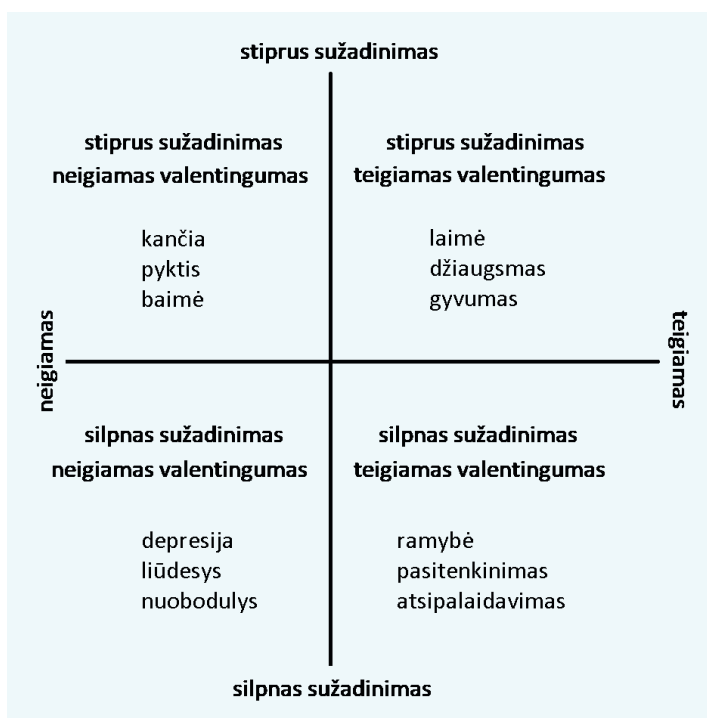 stiprus sužadinimas
stiprus sužadinimas
neigiamas valentingumas
stiprus sužadinimas
teigiamas valentingumas
kančia
pyktis
baimė
laimė
džiaugsmas
gyvumas
neigiamas
teigiamas
silpnas sužadinimas
neigiamas valentingumas
silpnas sužadinimas
teigiamas valentingumas
depresija
liūdesys
nuobodulys
ramybė
pasitenkinimas
atsipalaidavimas
silpnas sužadinimas